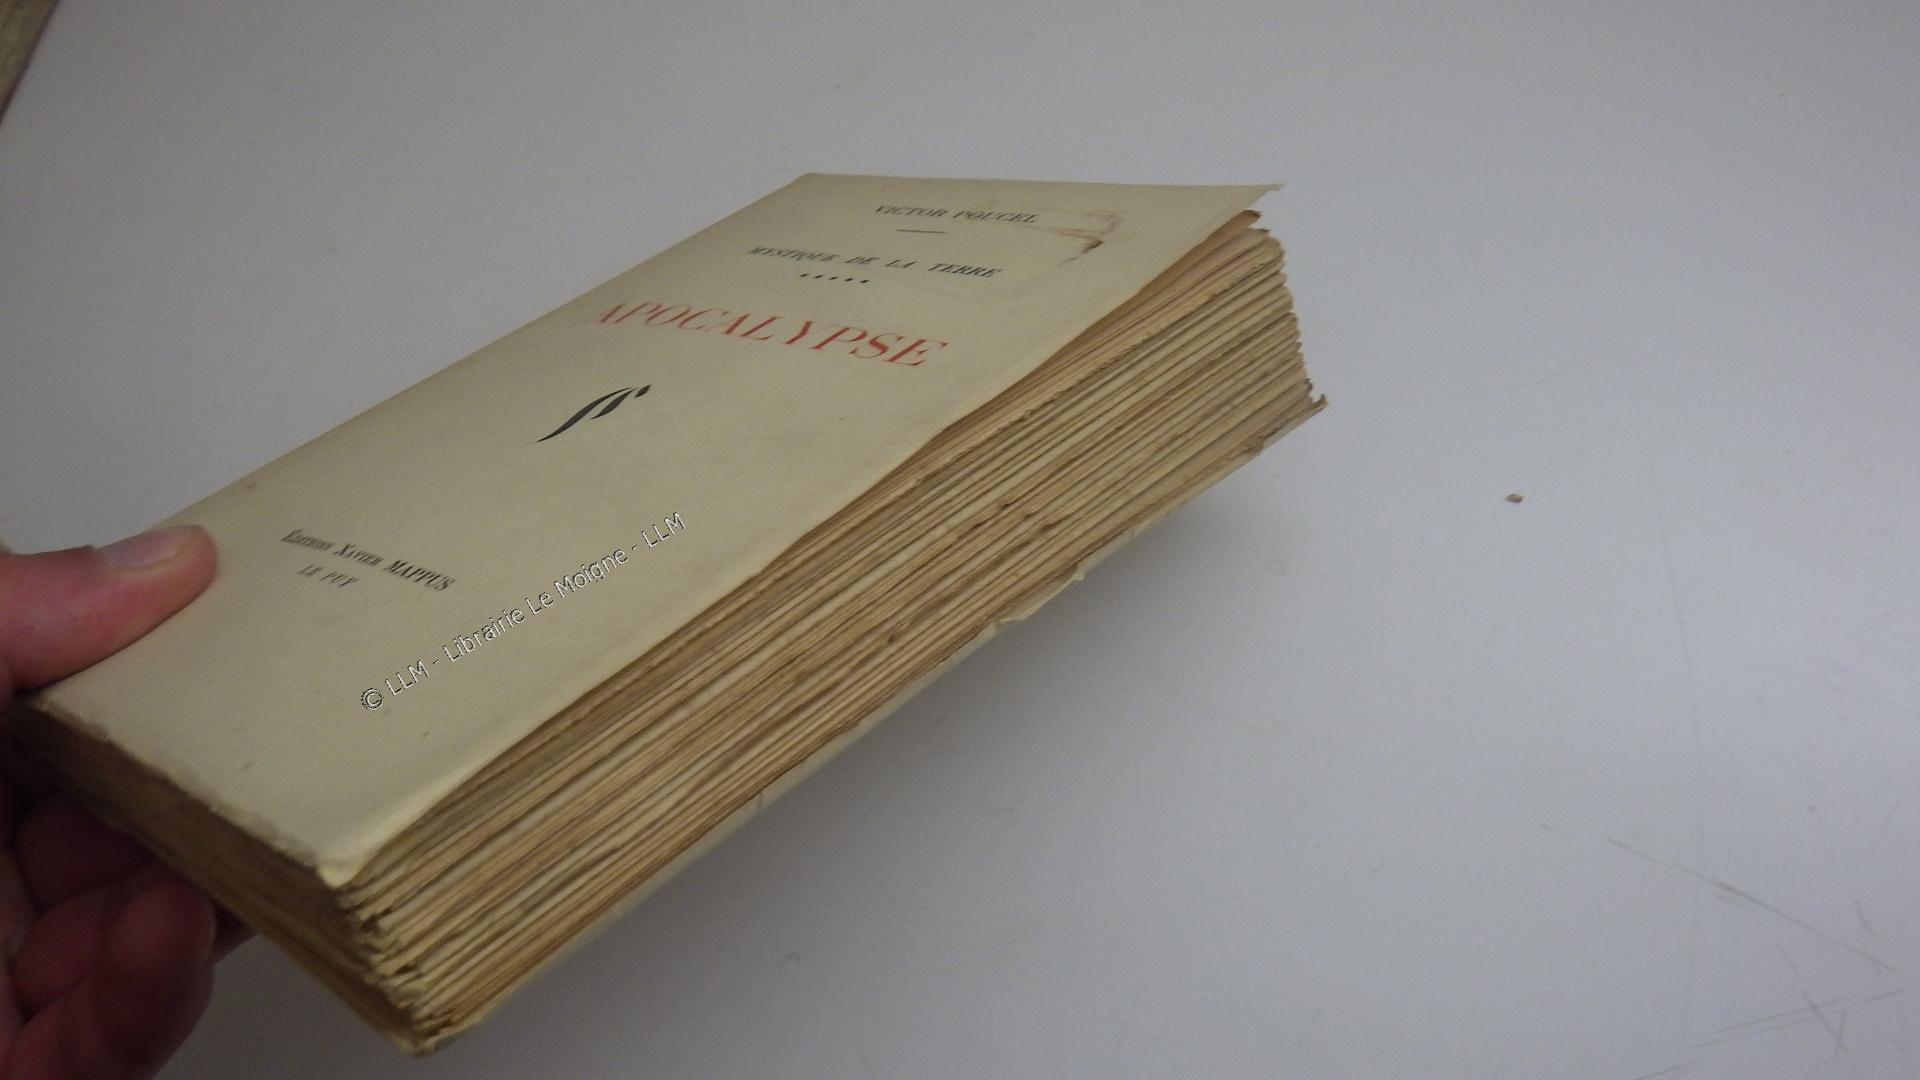 VICTOR POUCEL
MYSTIQUE DE LA TERRE
*****
APOCALYPSE
ÉDITIONS XAVIER MAPPUS
LE PUY
© LLM - Librairie Le Moigne - LLM